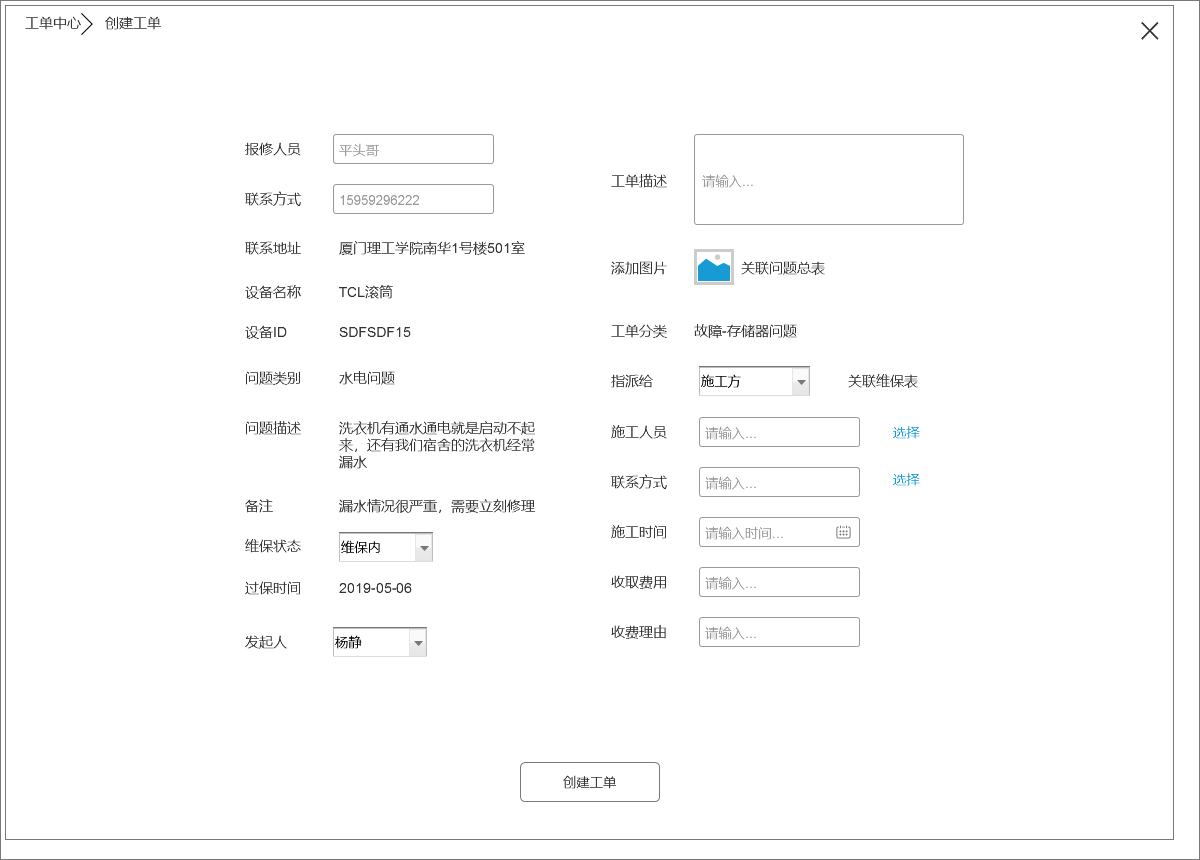 工单中心
创建工单
报修人员
平头哥
联系方式
15959296222
联系地址
厦门理工学院南华1号楼501室
设备名称
TCL滚筒
设备ID
SDFSDF15
问题类别
水电问题
问题描述
洗衣机有通水通电就是启动不起
来，还有我们宿舍的洗衣机经常
漏水
备注
漏水情况很严重，需要立刻修理
维保状态
维保内
过保时间
2019-05-06
发起人
杨静
工单描述
请输入...
添加图片
关联问题总表
工单分类
故障-存储器问题
指派给
施工方
关联维保表
施工人员
请输入...
选择
联系方式
请输入...
选择
施工时间
请输入时间...
收取费用
请输入...
收费理由
请输入...
创建工单